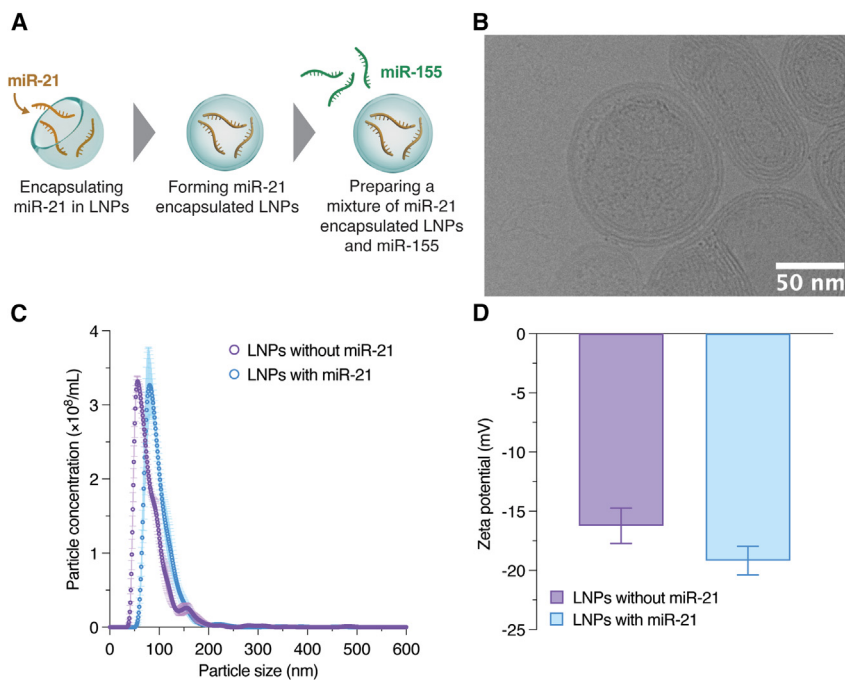 A
miR-21
miR-155
Encapsulating
miR-21 in LNPs
Forming miR-21
encapsulated LNPs
Preparing a
mixture of miR-21
encapsulated LNPs
and miR-155
B
50 nm
C
4
3
2
1
0
Particle concentration (×10⁸/mL)
LNPs without miR-21
LNPs with miR-21
0
100
200
300
400
500
600
Particle size (nm)
D
0
-5
-10
-15
-20
-25
Zeta potential (mV)
LNPs without miR-21
LNPs with miR-21